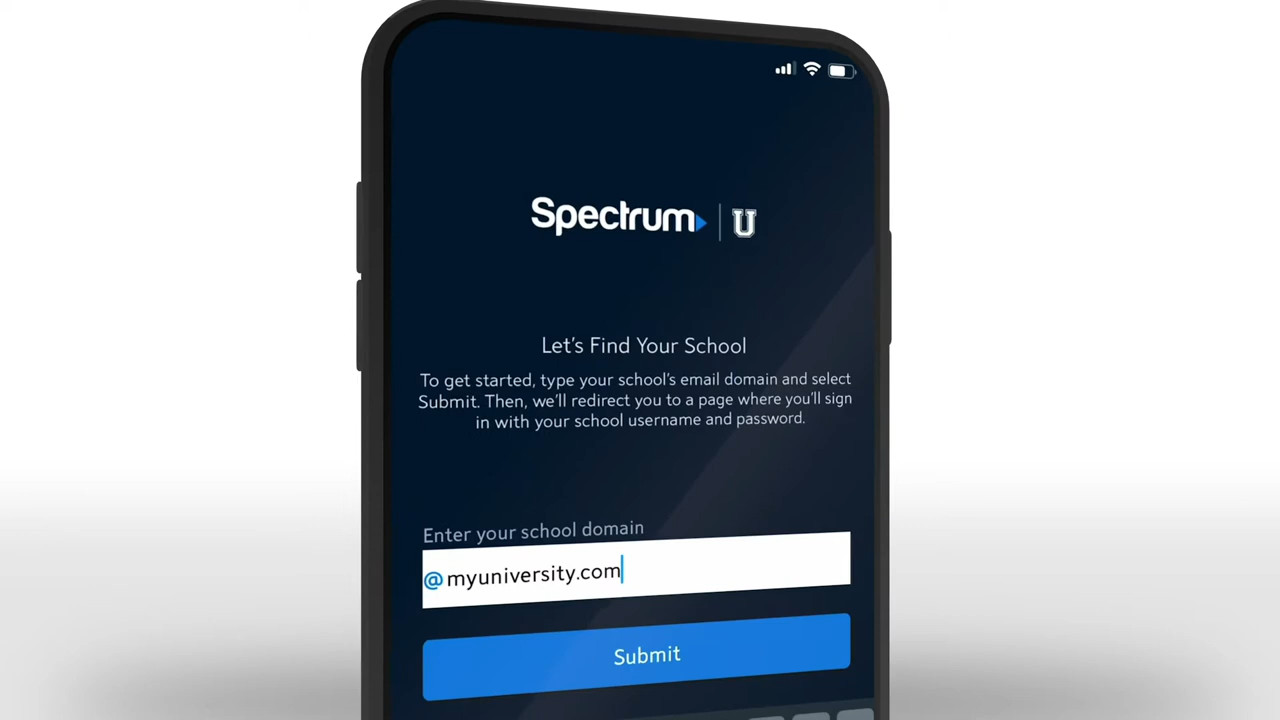 Spectrum U
Let's Find Your School
To get started, type your school's email domain and select
Submit. Then, we'll redirect you to a page where you'll sign
in with your school username and password.
Enter your school domain
@myuniversity.com
Submit